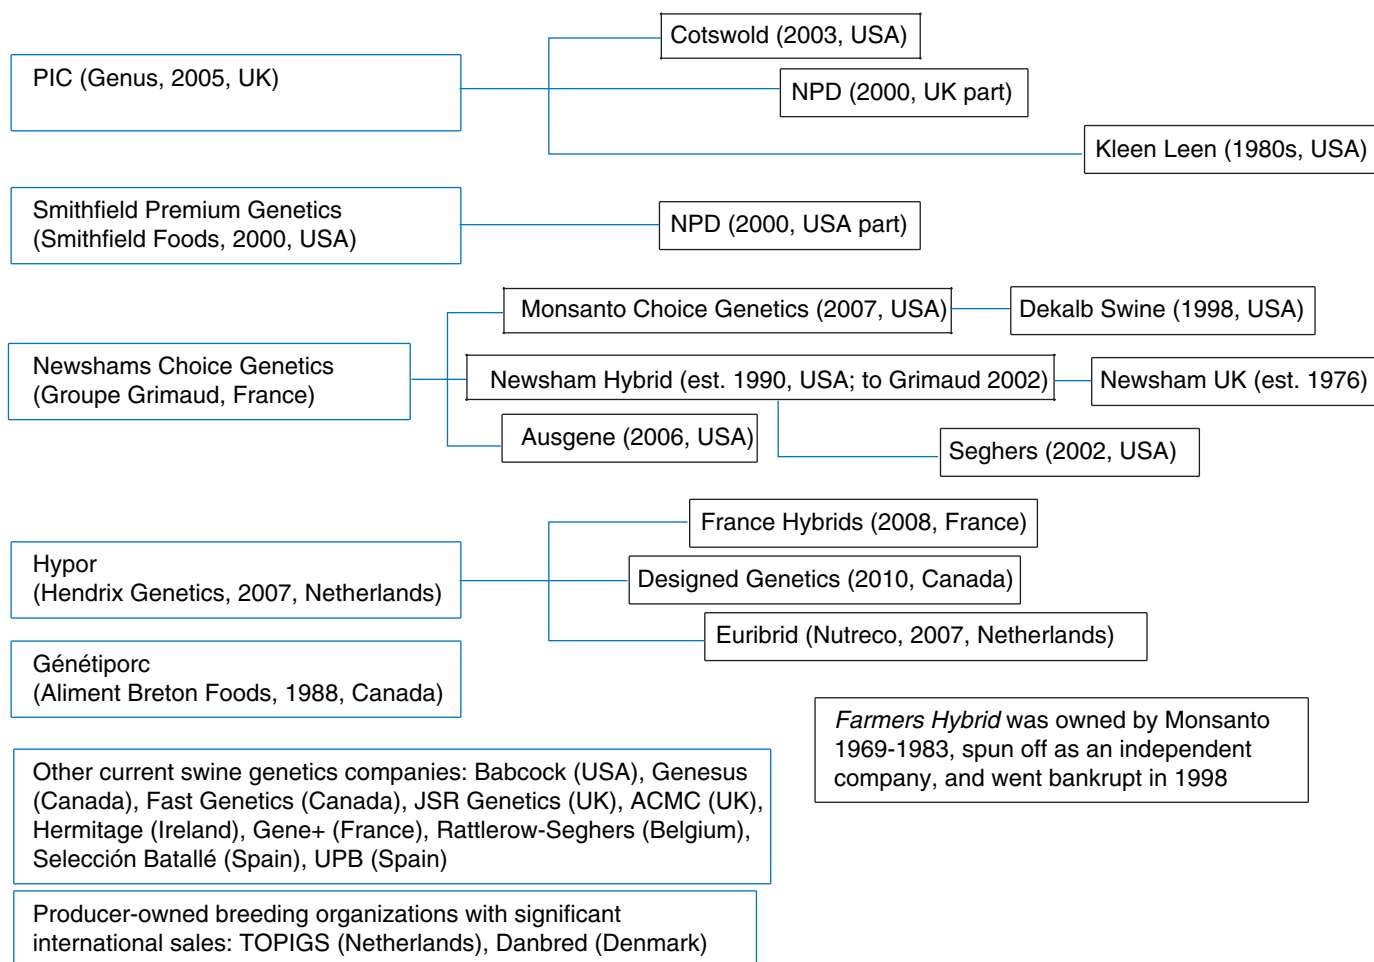 Cotswold (2003, USA)
PIC (Genus, 2005, UK)
NPD (2000, UK part)
Kleen Leen (1980s, USA)
Smithfield Premium Genetics
(Smithfield Foods, 2000, USA)
NPD (2000, USA part)
Monsanto Choice Genetics (2007, USA)
Dekalb Swine (1998, USA)
Newshams Choice Genetics
(Groupe Grimaud, France)
Newsham Hybrid (est. 1990, USA; to Grimaud 2002)
Newsham UK (est. 1976)
Ausgene (2006, USA)
Seghers (2002, USA)
France Hybrids (2008, France)
Hypor
(Hendrix Genetics, 2007, Netherlands)
Designed Genetics (2010, Canada)
Euribrid (Nutreco, 2007, Netherlands)
Génétiporc
(Aliment Breton Foods, 1988, Canada)
Farmers Hybrid was owned by Monsanto
1969-1983, spun off as an independent
company, and went bankrupt in 1998
Other current swine genetics companies: Babcock (USA), Genesus
(Canada), Fast Genetics (Canada), JSR Genetics (UK), ACMC (UK),
Hermitage (Ireland), Gene+ (France), Rattlerow-Seghers (Belgium),
Selección Batallé (Spain), UPB (Spain)
Producer-owned breeding organizations with significant
international sales: TOPIGS (Netherlands), Danbred (Denmark)